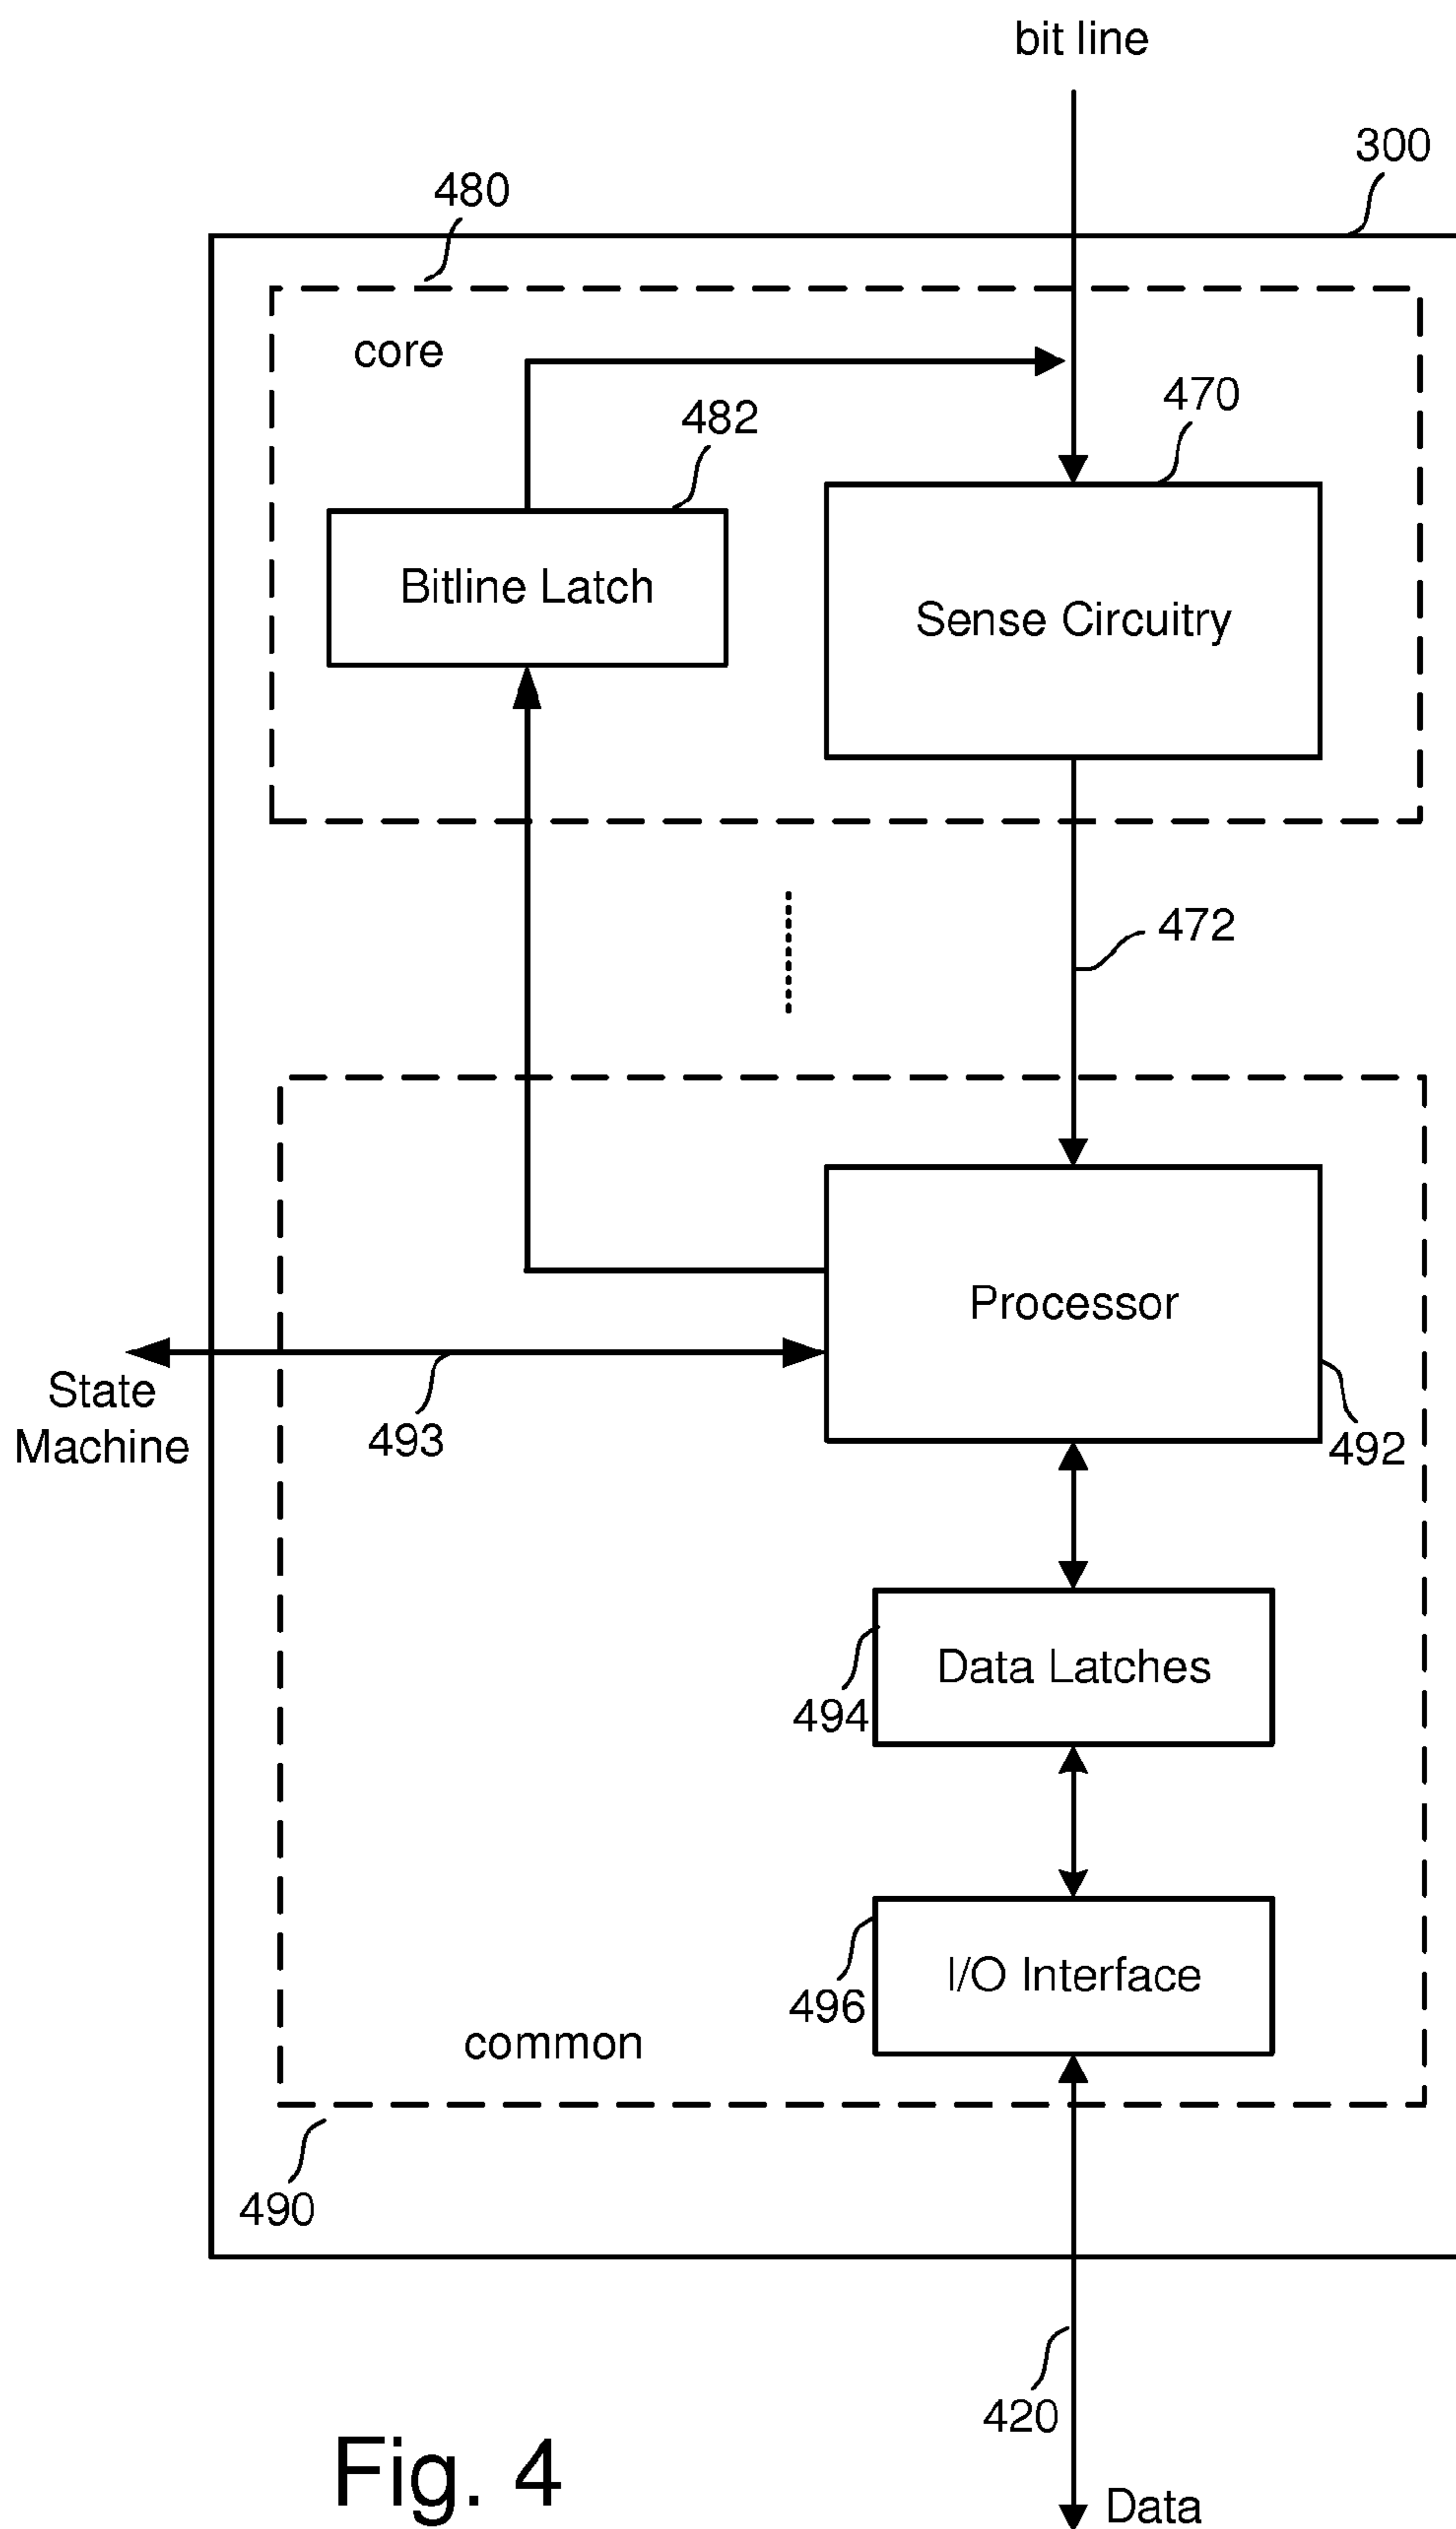 bit line
300
480
core
470
482
Bitline Latch
Sense Circuitry
472
Processor
State
Machine
493
492
Data Latches
494
I/O Interface
496
common
490
420
Fig. 4
Data